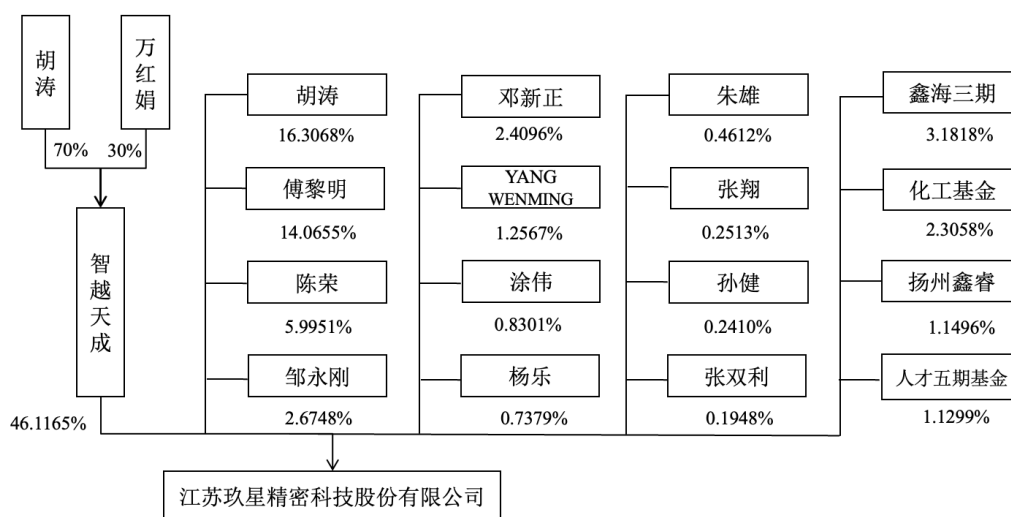 胡涛
万红娟
70%
30%
智越天成
46.1165%
胡涛
16.3068%
傅黎明
14.0655%
陈荣
5.9951%
邹永刚
2.6748%
邓新正
2.4096%
YANG
WENMING
1.2567%
涂伟
0.8301%
杨乐
0.7379%
朱雄
0.4612%
张翔
0.2513%
孙健
0.2410%
张双利
0.1948%
鑫海三期
3.1818%
化工基金
2.3058%
扬州鑫睿
1.1496%
人才五期基金
1.1299%
江苏玖星精密科技股份有限公司